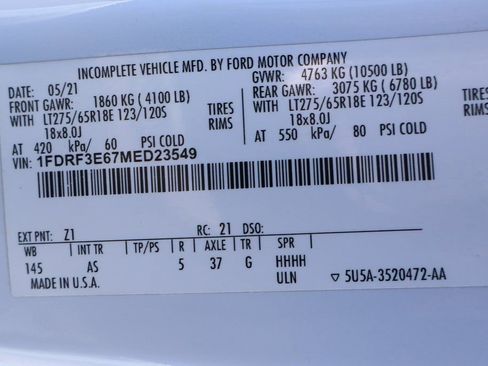 INCOMPLETE VEHICLE MFD. BY FORD MOTOR COMPANY
DATE: 05/21 GVWR: 4763 KG (10500 LB)
FRONT GAWR: 1860 KG (4100 LB) REAR GAWR: 3075 KG (6780 LB)
WITH LT275/65R18E 123/120S TIRES WITH LT275/65R18E 123/120S TIRES
18x8.0J RIMS 18x8.0J RIMS
AT 420 kPa/ 60 PSI COLD AT 550 kPa/ 80 PSI COLD
VIN: 1FDRF3E67MED23549
EXT PNT: Z1 RC: 21 DSO:
WB INT TR TP/PS R AXLE TR SPR
145 AS 5 37 G HHHH
MADE IN U.S.A. ULN ▽ 5U5A-3520472-AA